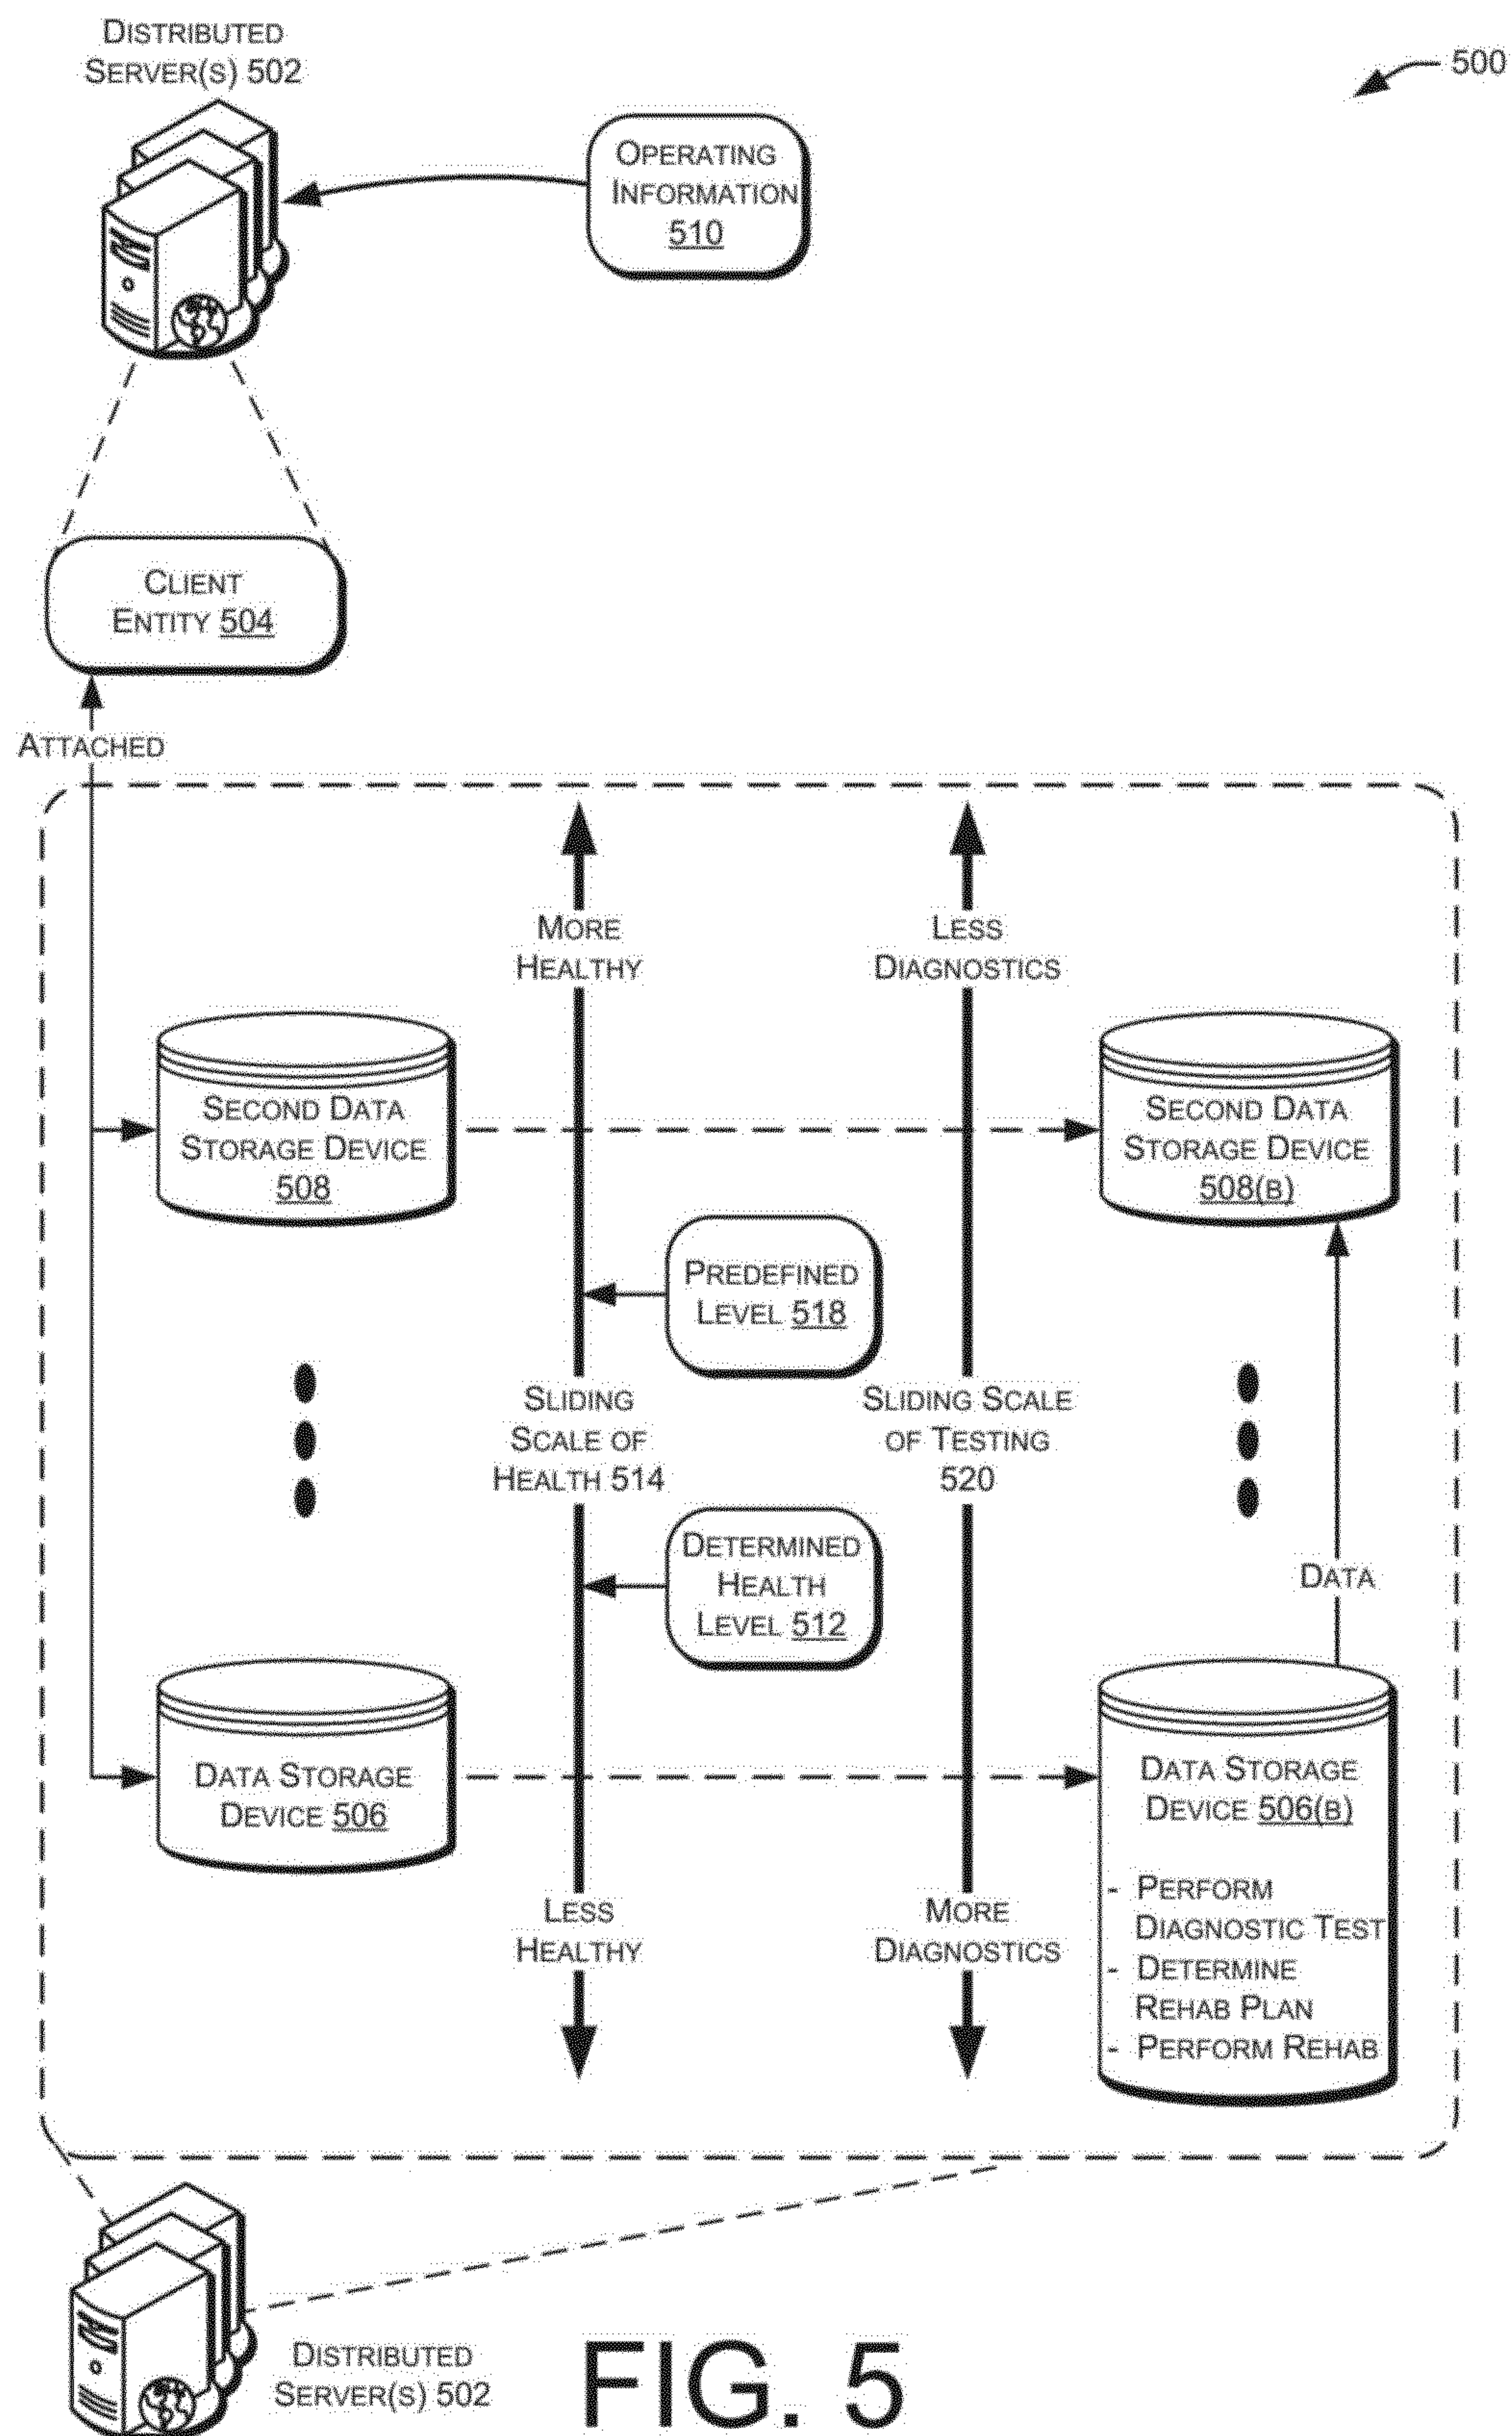 DISTRIBUTED
SERVER(S) 502
500
OPERATING
INFORMATION
510
CLIENT
ENTITY 504
ATTACHED
MORE
HEALTHY
LESS
DIAGNOSTICS
SECOND DATA
STORAGE DEVICE
508
SECOND DATA
STORAGE DEVICE
508(B)
PREDEFINED
LEVEL 518
SLIDING
SCALE OF
HEALTH 514
SLIDING SCALE
OF TESTING
520
DETERMINED
HEALTH
LEVEL 512
DATA
DATA STORAGE
DEVICE 506
DATA STORAGE
DEVICE 506(B)
- PERFORM
DIAGNOSTIC TEST
- DETERMINE
REHAB PLAN
- PERFORM REHAB
LESS
HEALTHY
MORE
DIAGNOSTICS
DISTRIBUTED
SERVER(S) 502
FIG. 5